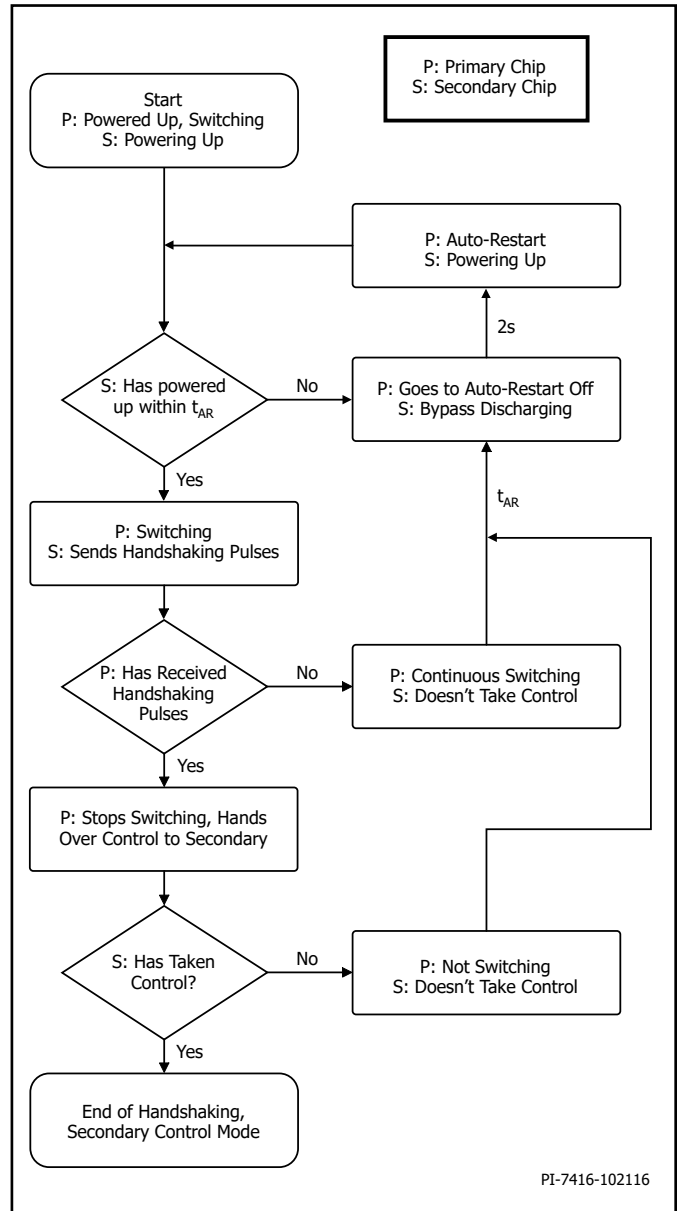 P: Primary Chip
S: Secondary Chip
Start
P: Powered Up, Switching
S: Powering Up
P: Auto-Restart
S: Powering Up
2s
S: Has powered
up within tAR
No
P: Goes to Auto-Restart Off
S: Bypass Discharging
Yes
tAR
P: Switching
S: Sends Handshaking Pulses
P: Has Received
Handshaking
Pulses
No
P: Continuous Switching
S: Doesn't Take Control
Yes
P: Stops Switching, Hands
Over Control to Secondary
S: Has Taken
Control?
No
P: Not Switching
S: Doesn't Take Control
Yes
End of Handshaking,
Secondary Control Mode
PI-7416-102116